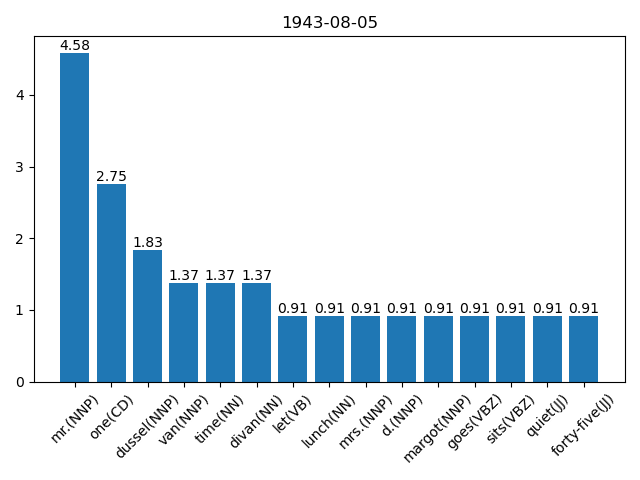 1943-08-05
4.58
2.75
1.83
1.37 1.37 1.37
0.91 0.91 0.91 0.91 0.91 0.91 0.91 0.91 0.91
4
3
2
1
0
mr.(NNP)
one(CD)
dussel(NNP)
van(NNP)
time(NN)
divan(NN)
let(VB)
lunch(NN)
mrs.(NNP)
d.(NNP)
margot(NNP)
goes(VBZ)
sits(VBZ)
quiet(JJ)
forty-five(JJ)